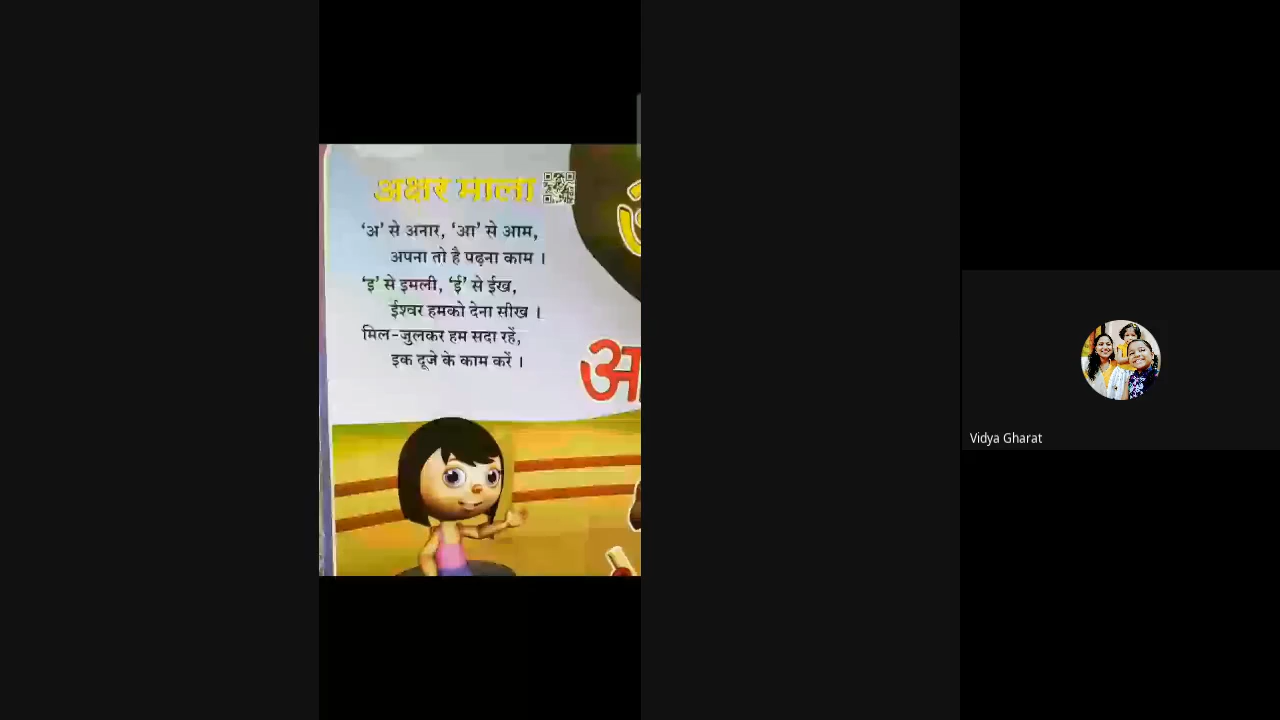 अक्षर माला
‘अ’ से अनार, ‘आ’ से आम,
अपना तो है पढ़ना काम ।
‘इ’ से इमली, ‘ई’ से ईख,
ईश्वर हमको देना सीख ।
मिल-जुलकर हम सदा रहें,
इक दूजे के काम करें ।
अ
Vidya Gharat